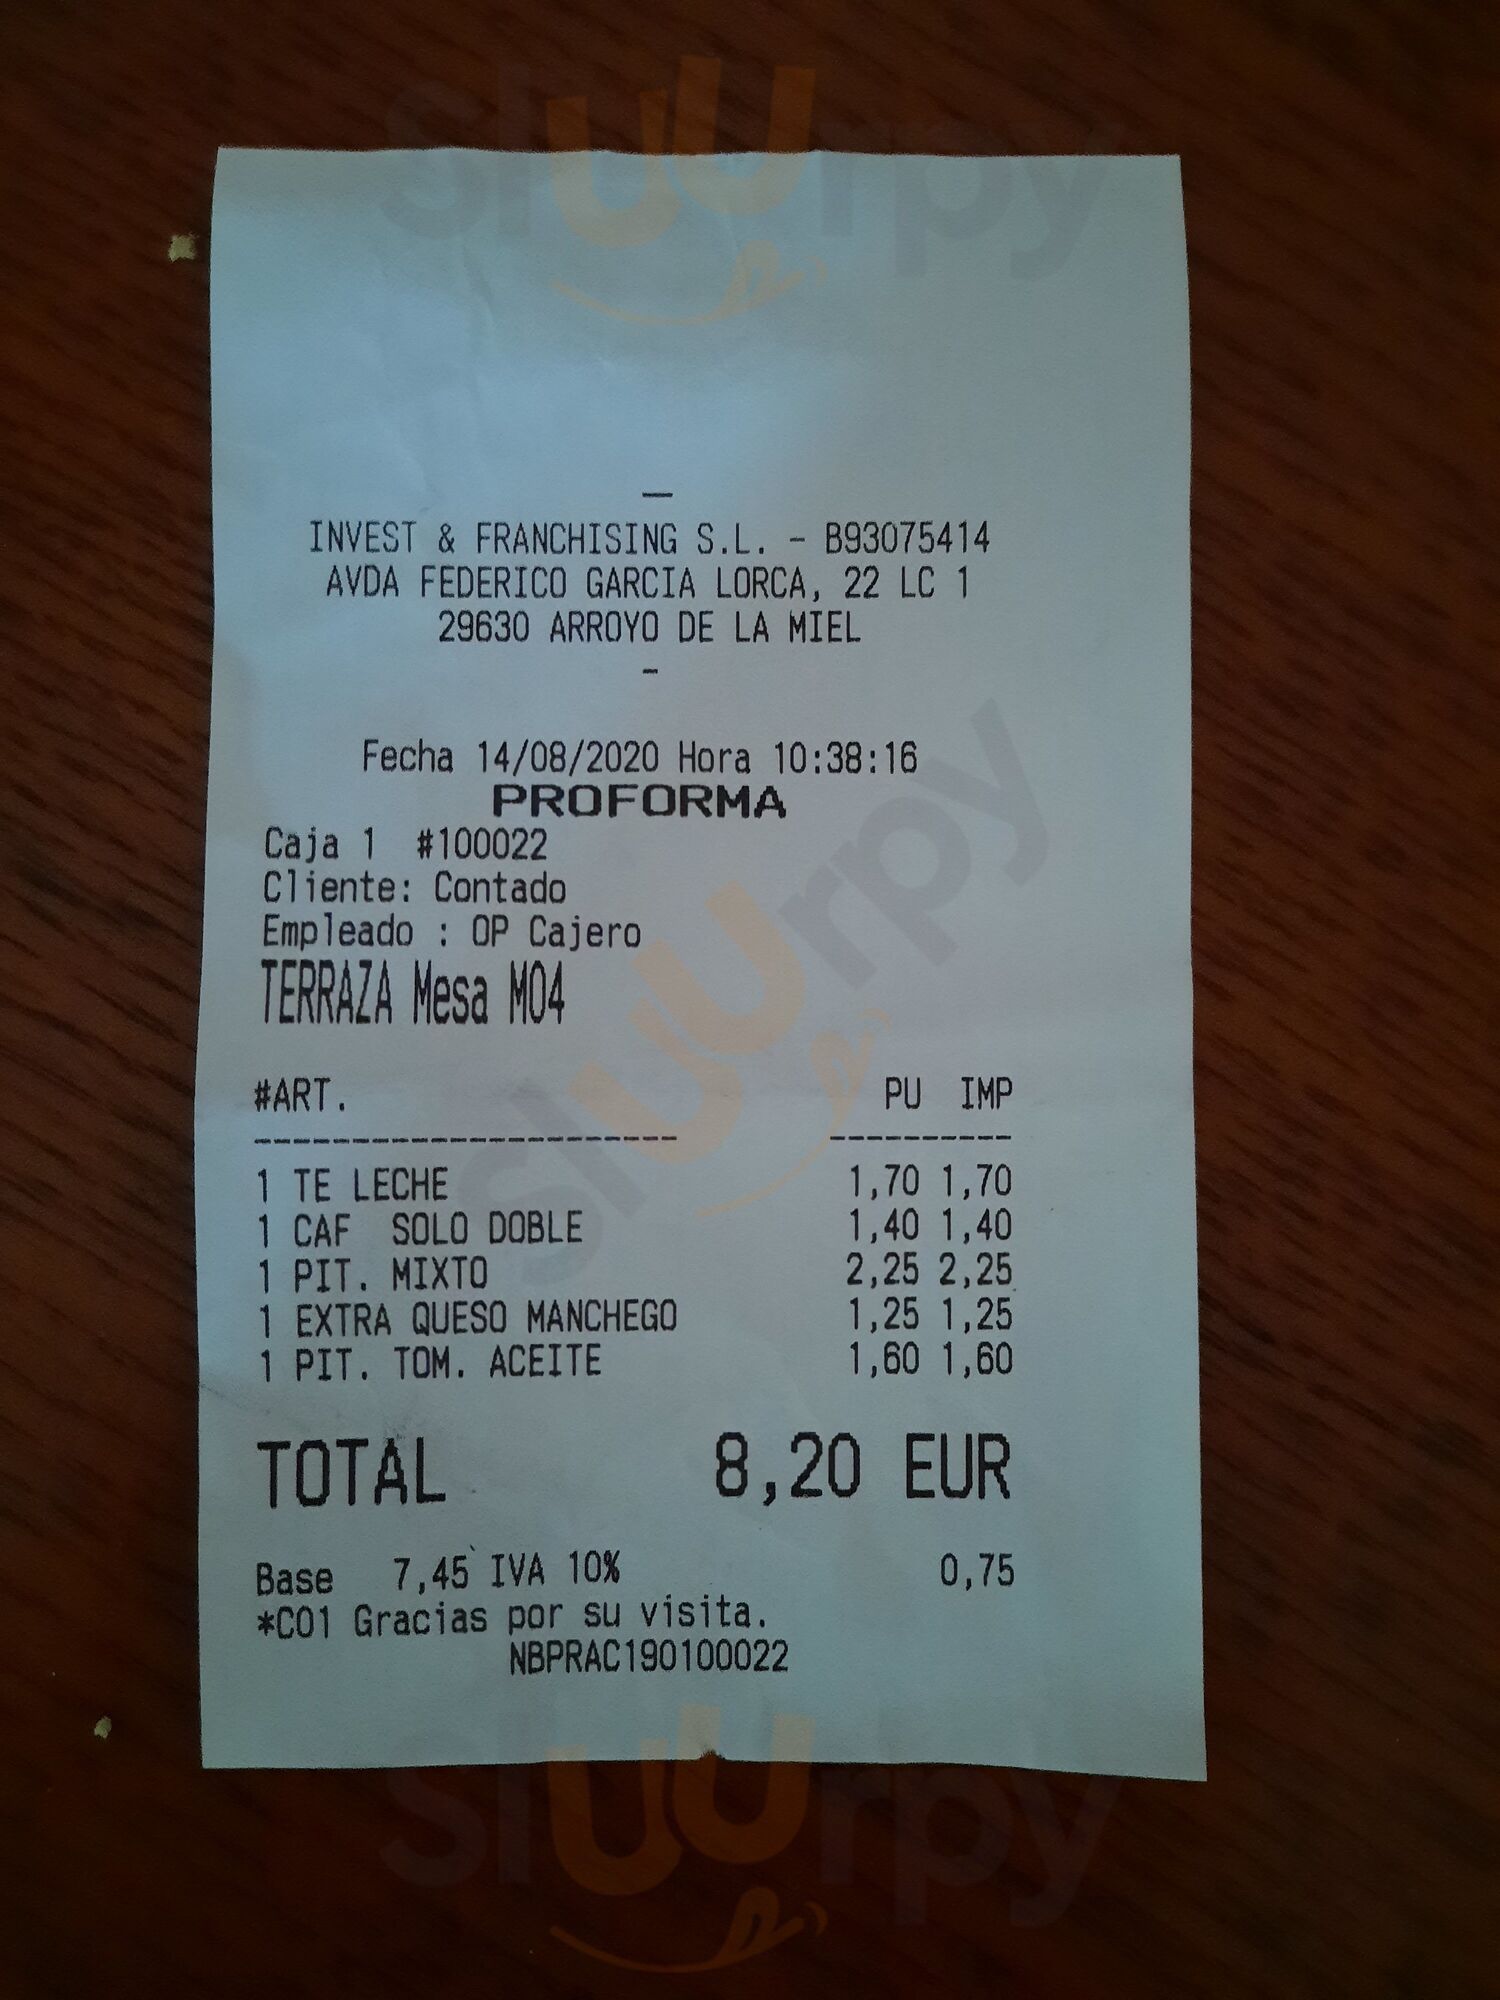 sluurpy
—
INVEST & FRANCHISING S.L. - B93075414
AVDA FEDERICO GARCIA LORCA, 22 LC 1
29630 ARROYO DE LA MIEL
-
Fecha 14/08/2020 Hora 10:38:16
PROFORMA
Caja 1 #100022
Cliente: Contado
Empleado : OP Cajero
TERRAZA Mesa M04
sluurpy
#ART. PU IMP
---------------------- ----------
1 TE LECHE 1,70 1,70
1 CAF SOLO DOBLE 1,40 1,40
1 PIT. MIXTO 2,25 2,25
1 EXTRA QUESO MANCHEGO 1,25 1,25
1 PIT. TOM. ACEITE 1,60 1,60
TOTAL 8,20 EUR
Base 7,45 IVA 10% 0,75
*C01 Gracias por su visita.
NBPRAC190100022
sluurpy